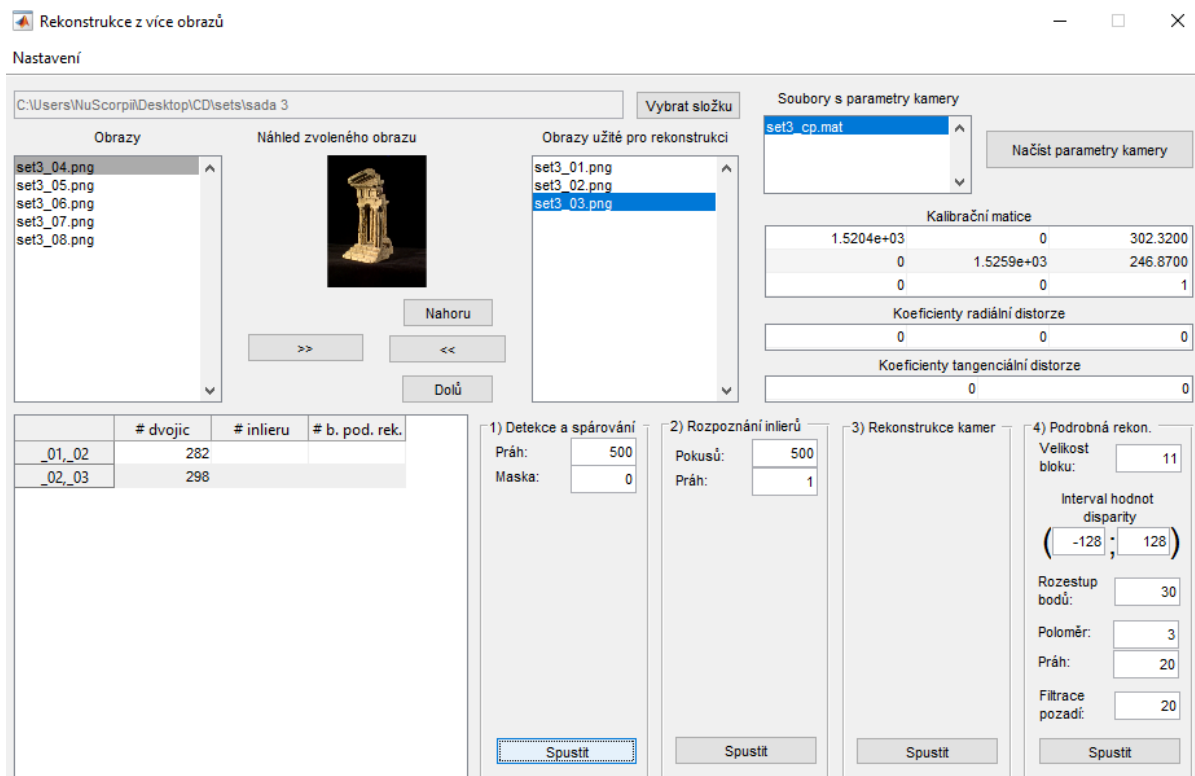 Rekonstrukce z více obrazů
Nastavení
C:\Users\NuScorpii\Desktop\CD\sets\sada 3
Vybrat složku
Obrazy
set3_04.png
set3_05.png
set3_06.png
set3_07.png
set3_08.png
Náhled zvoleného obrazu
Nahoru
>>
<<
Dolů
Obrazy užité pro rekonstrukci
set3_01.png
set3_02.png
set3_03.png
Soubory s parametry kamery
set3_cp.mat
Načíst parametry kamery
Kalibrační matice
1.5204e+03 0 302.3200
0 1.5259e+03 246.8700
0 0 1
Koeficienty radiální distorze
0 0 0
Koeficienty tangenciální distorze
0 0
# dvojic # inlieru # b. pod. rek.
_01,_02 282
_02,_03 298
1) Detekce a spárování
Práh: 500
Maska: 0
Spustit
2) Rozpoznání inlierů
Pokusů: 500
Práh: 1
Spustit
3) Rekonstrukce kamer
Spustit
4) Podrobná rekon.
Velikost
bloku: 11
Interval hodnot
disparity
( -128 ; 128 )
Rozestup
bodů: 30
Poloměr: 3
Práh: 20
Filtrace
pozadí: 20
Spustit